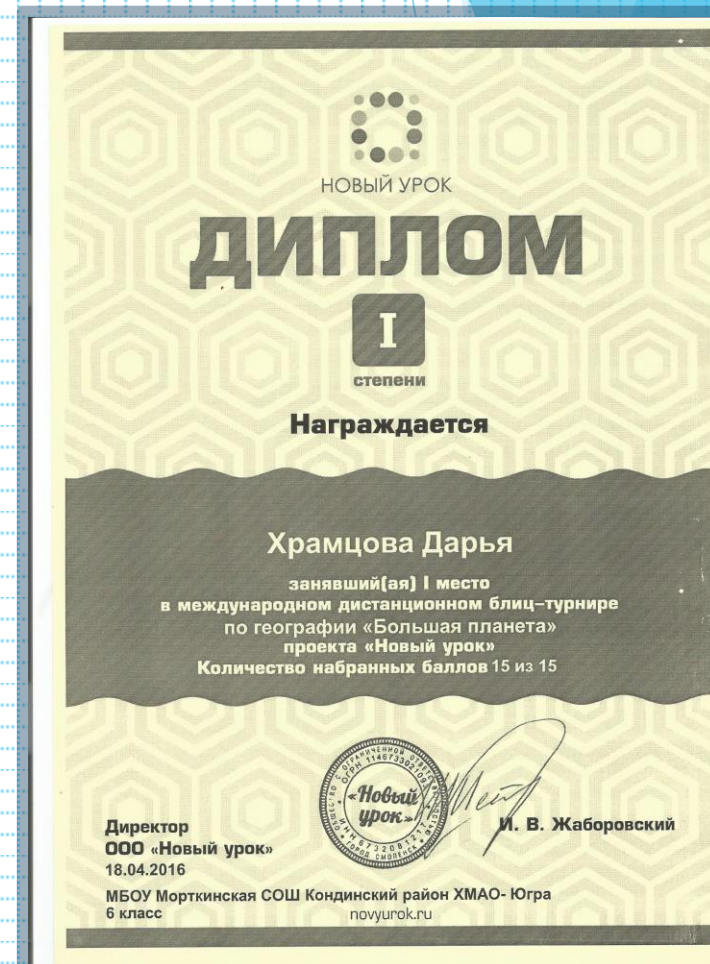 НОВЫЙ УРОК
ДИПЛОМ
I
степени
Награждается
Храмцова Дарья
занявший(ая) I место
в международном дистанционном блиц-турнире
по географии «Большая планета»
проекта «Новый урок»
Количество набранных баллов 15 из 15
«Новый
урок»
ГОРОД СМОЛЕНСК
Директор
ООО «Новый урок»
И. В. Жаборовский
18.04.2016
МБОУ Морткинская СОШ Кондинский район ХМАО- Югра
6 класс
novyurok.ru